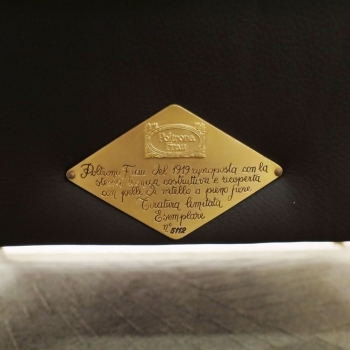 Poltrona
Frau
Poltrona Frau del 1919 riproposta con la
stessa tecnica costruttiva e ricoperta
con pelle di vitello a pieno fiore.
Tiratura limitata
Esemplare
n° 5112